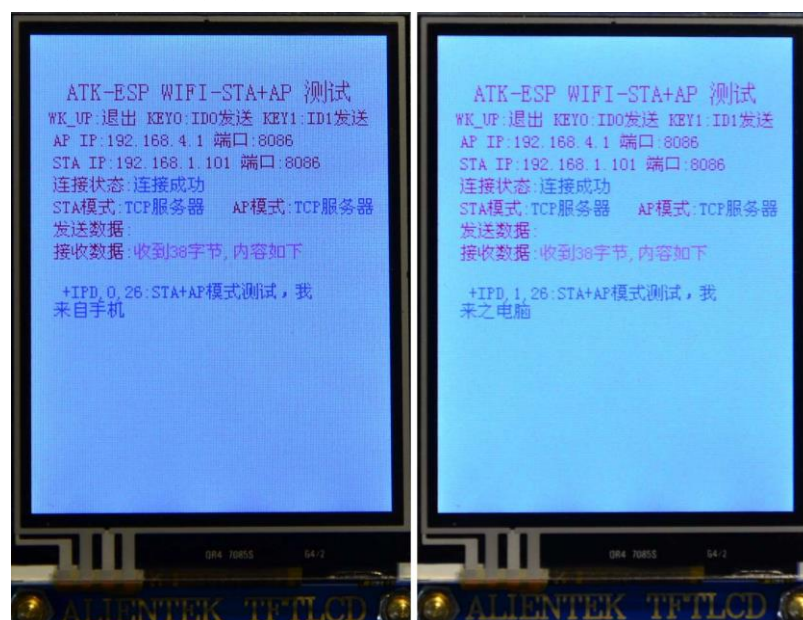 ATK-ESP WIFI-STA+AP 测试
WK_UP:退出 KEY0:ID0发送 KEY1:ID1发送
AP IP:192.168.4.1 端口:8086
STA IP:192.168.1.101 端口:8086
连接状态:连接成功
STA模式:TCP服务器 AP模式:TCP服务器
发送数据:
接收数据:收到38字节,内容如下
+IPD,0,26:STA+AP模式测试，我
来自手机
QR4 7085S G4/2
ALIENTEK TFTLCD
ATK-ESP WIFI-STA+AP 测试
WK_UP:退出 KEY0:ID0发送 KEY1:ID1发送
AP IP:192.168.4.1 端口:8086
STA IP:192.168.1.101 端口:8086
连接状态:连接成功
STA模式:TCP服务器 AP模式:TCP服务器
发送数据:
接收数据:收到38字节,内容如下
+IPD,1,26:STA+AP模式测试，我
来之电脑
QR4 7085S G4/2
ALIENTEK TFTLCD